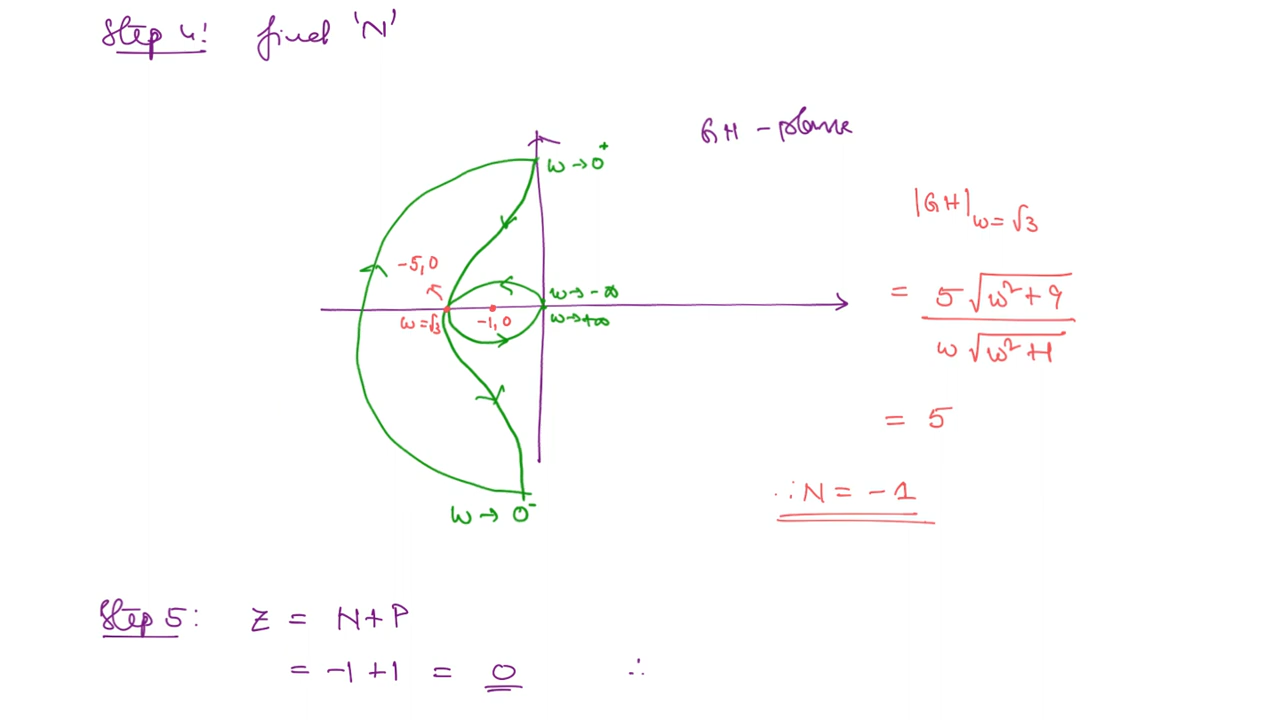 Step 4: find 'N'
GH - plane
ω → 0⁺
|GH|ω=√3
-5,0
ω → -∞
ω → +∞
ω=√3
-1,0
= 5√ω²+9 / ω√ω²+1
= 5
∴ N = -1
ω → 0⁻
Step 5: Z = N+P
= -1+1 = 0 ∴